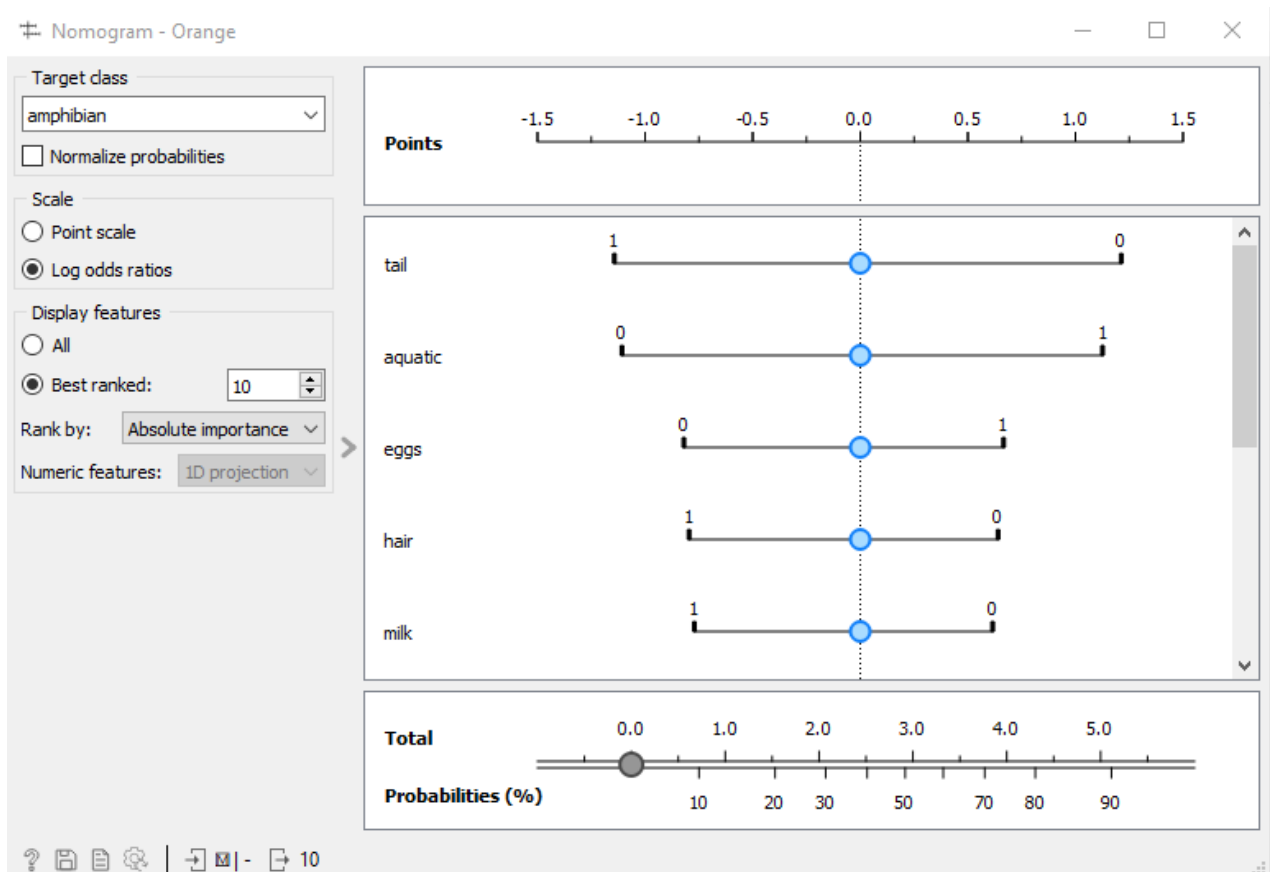 Nomogram - Orange
Target class
amphibian
Normalize probabilities
Scale
Point scale
Log odds ratios
Display features
All
Best ranked: 10
Rank by: Absolute importance
Numeric features: 1D projection
-1.5 -1.0 -0.5 0.0 0.5 1.0 1.5
Points
1 0
tail
0 1
aquatic
0 1
eggs
1 0
hair
1 0
milk
0.0 1.0 2.0 3.0 4.0 5.0
Total
Probabilities (%)
10 20 30 50 70 80 90
? M | - 10